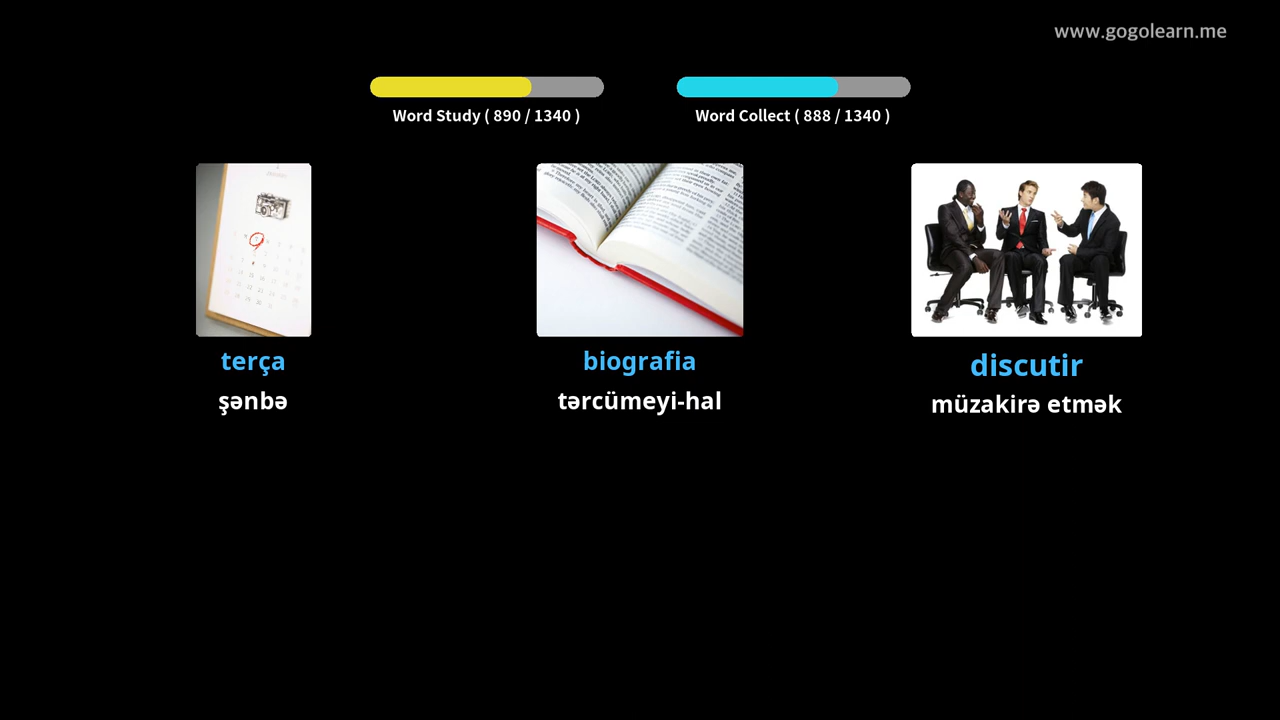 www.gogolearn.me
Word Study ( 890 / 1340 )
Word Collect ( 888 / 1340 )
terça
biografia
discutir
şənbə
tərcümeyi-hal
müzakirə etmək